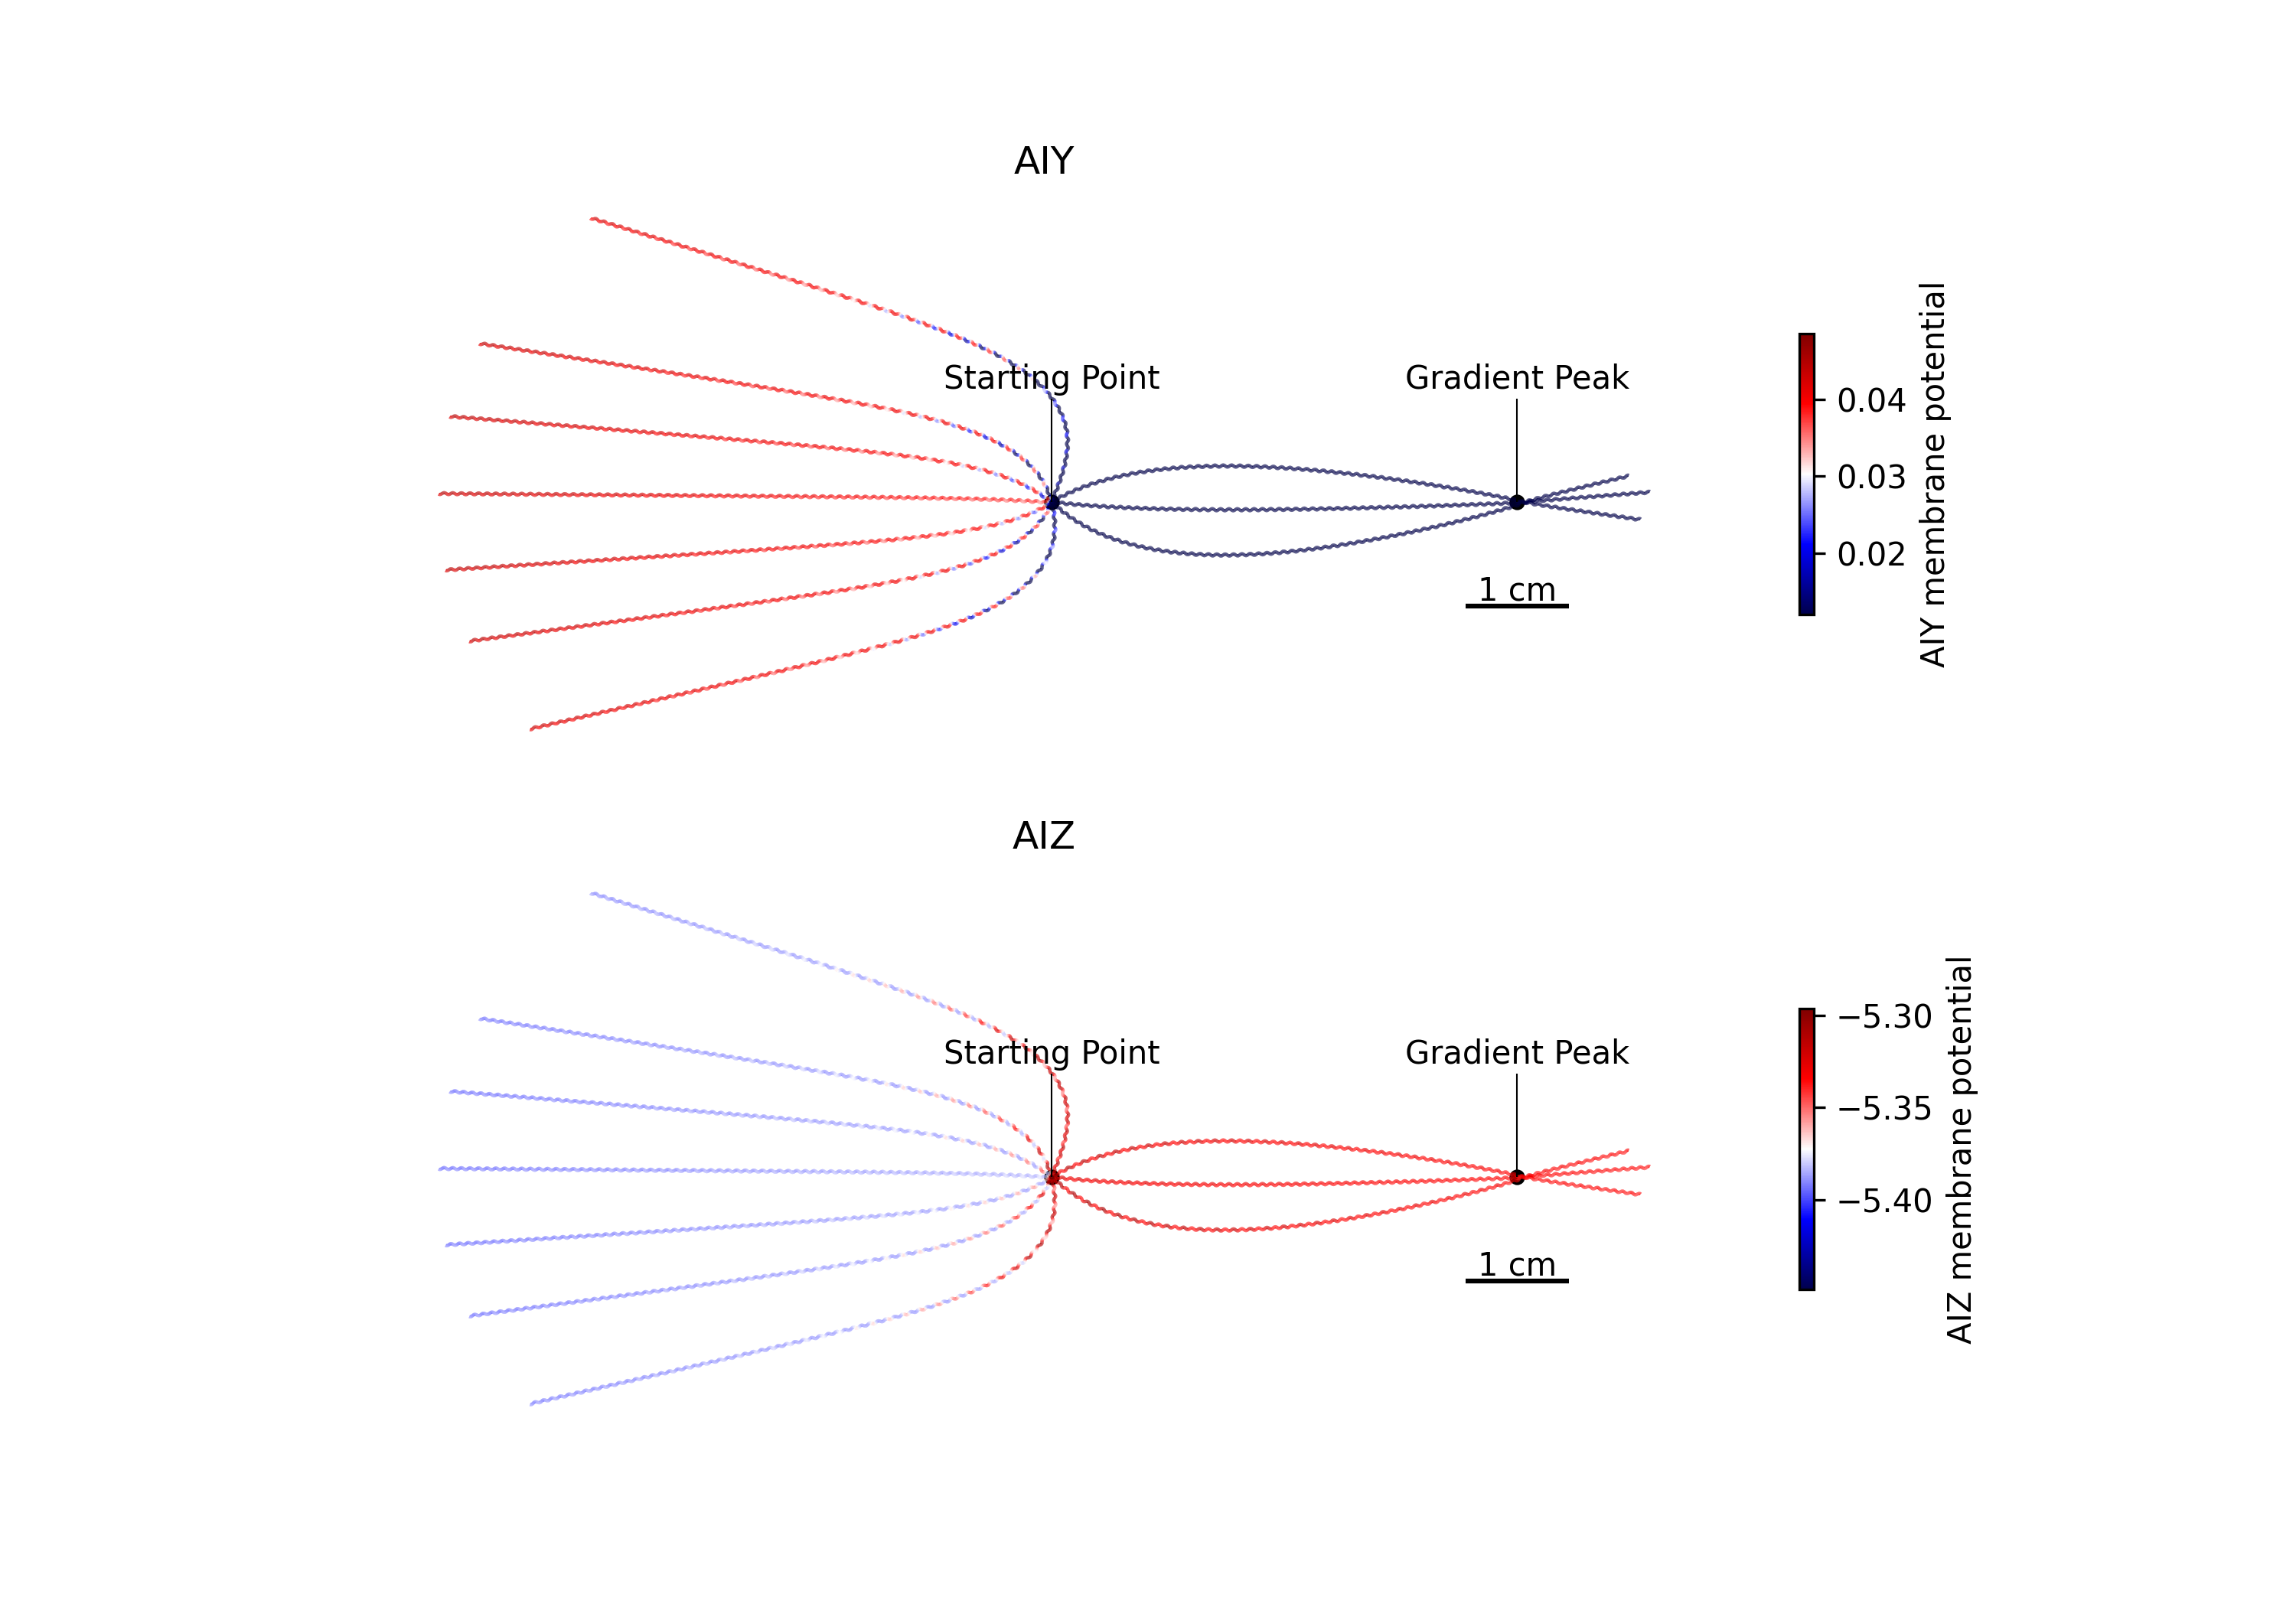 AIY
Starting Point
Gradient Peak
1 cm
0.04
0.03
0.02
AIY membrane potential
AIZ
Starting Point
Gradient Peak
1 cm
−5.30
−5.35
−5.40
AIZ membrane potential